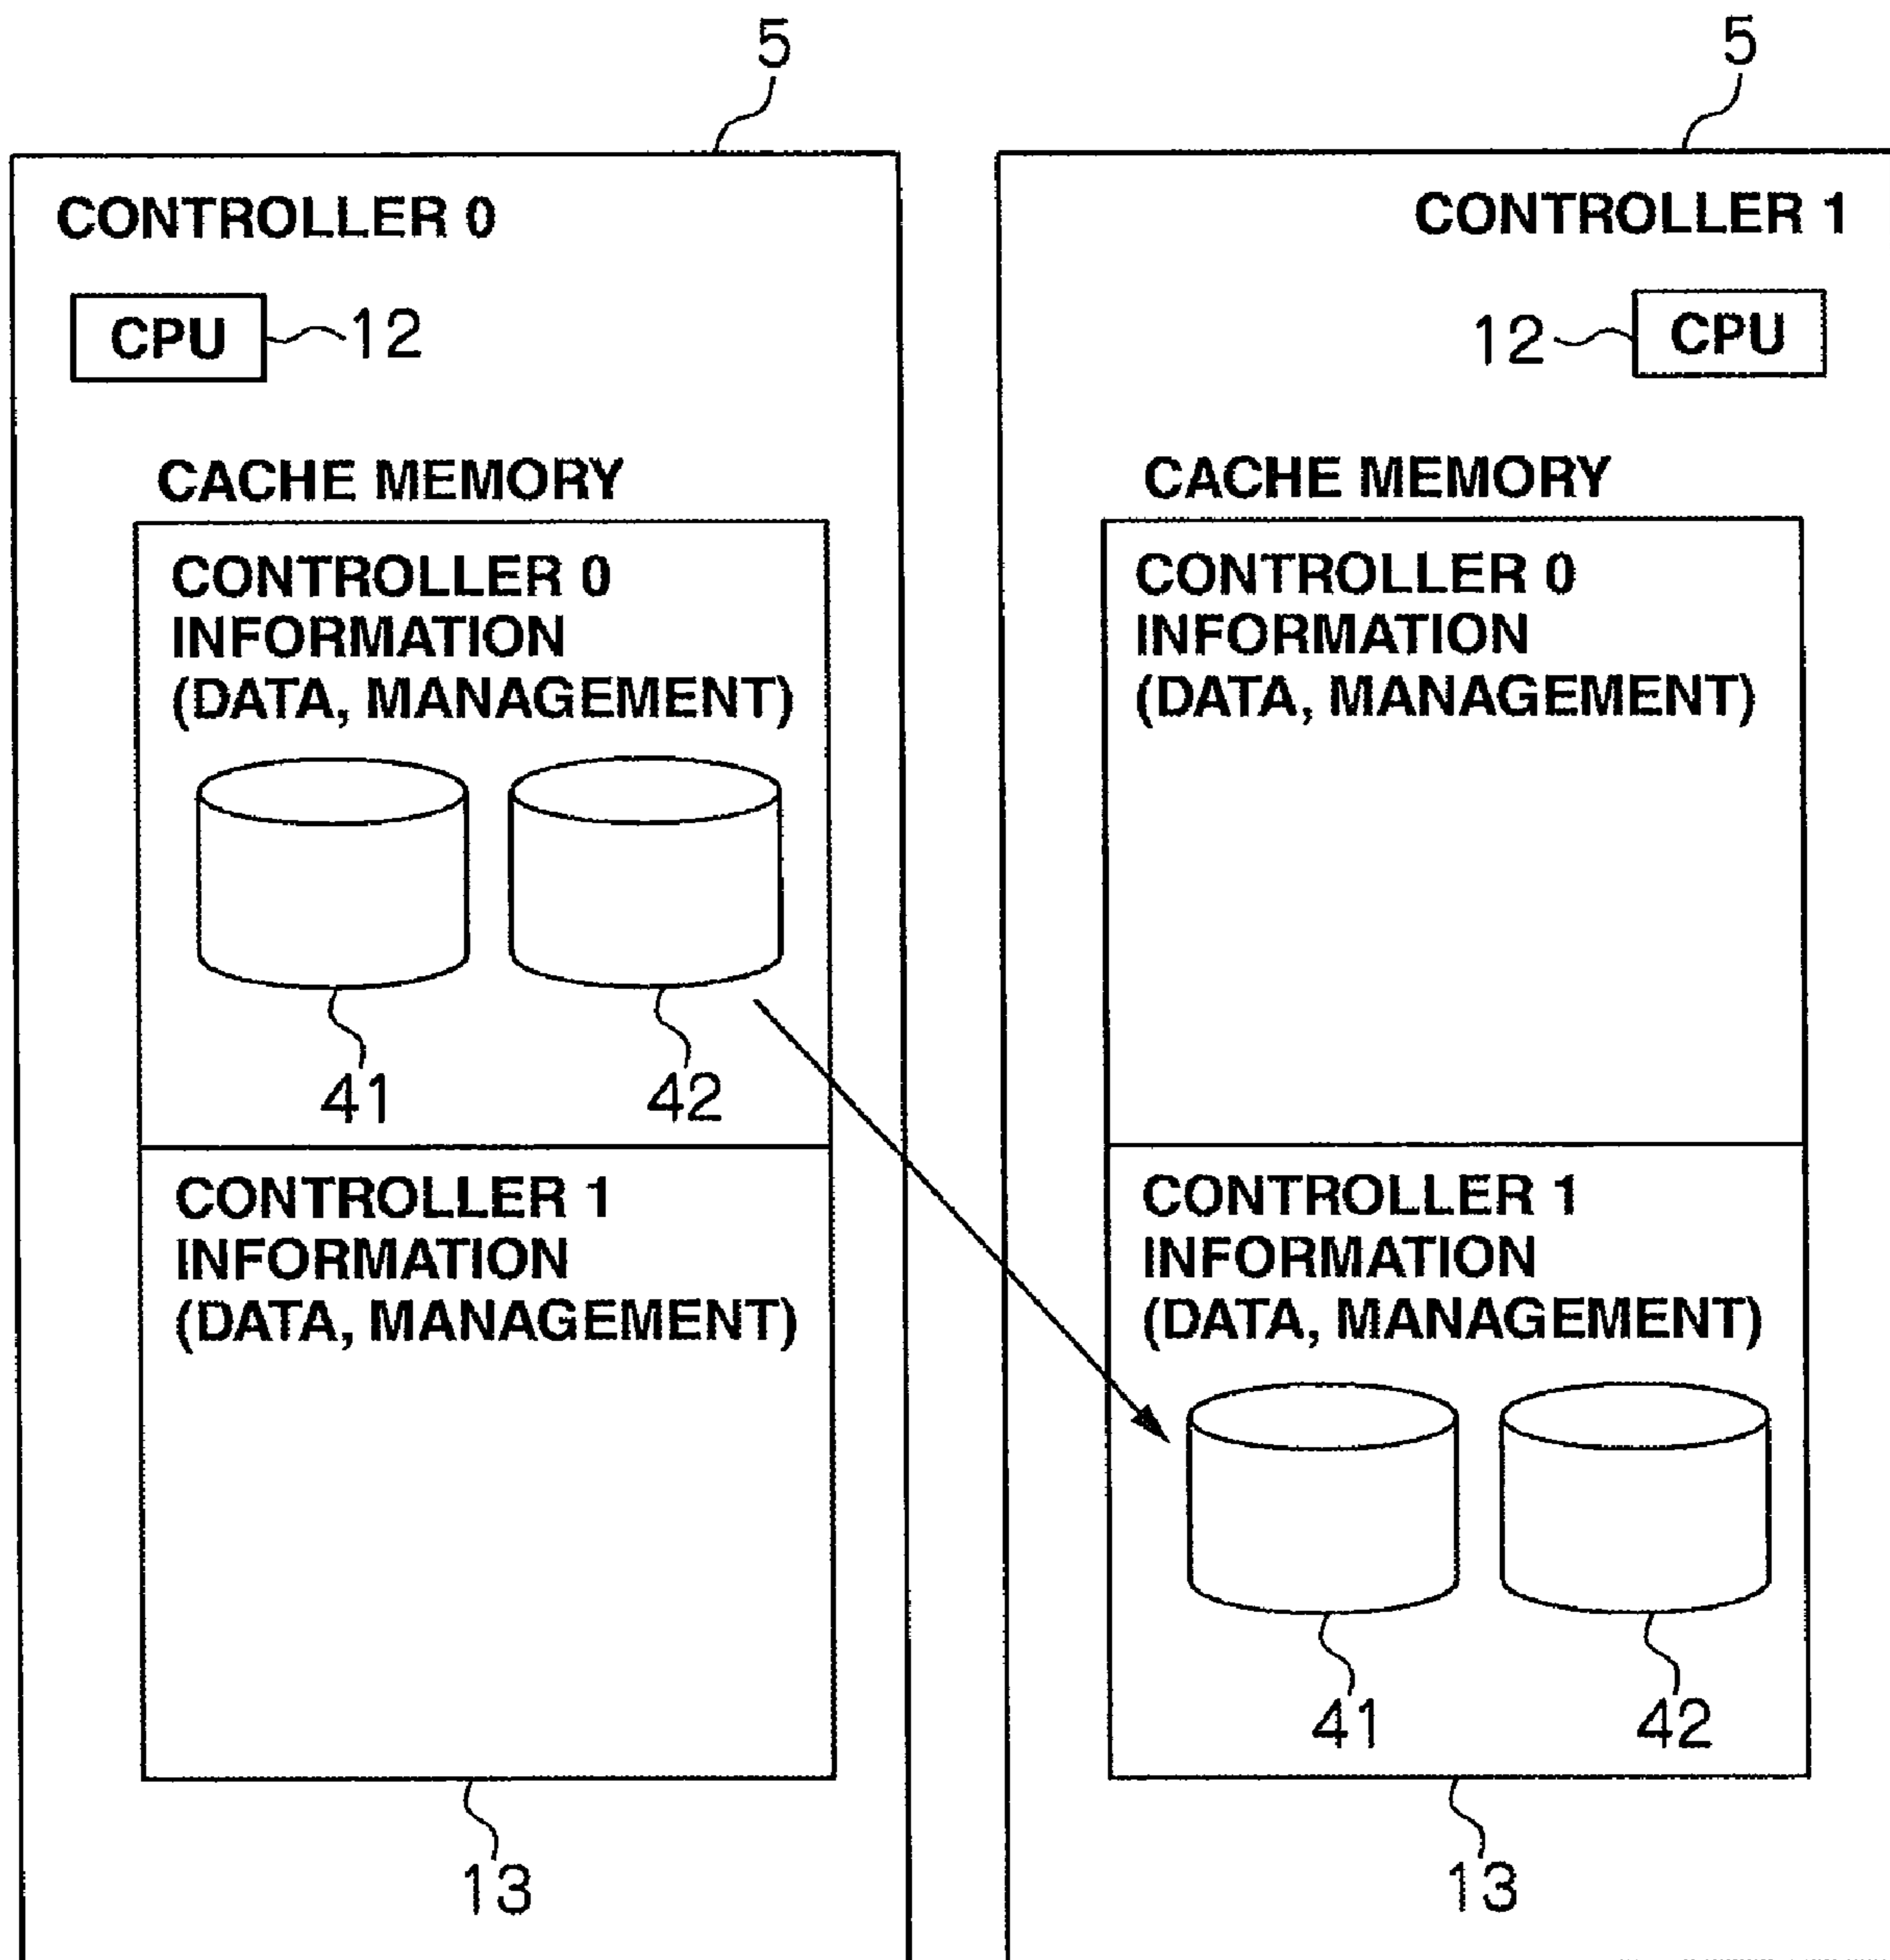 5
CONTROLLER 0
CPU
12
CACHE MEMORY
CONTROLLER 0
INFORMATION
(DATA, MANAGEMENT)
41
42
CONTROLLER 1
INFORMATION
(DATA, MANAGEMENT)
13
5
CONTROLLER 1
12
CPU
CACHE MEMORY
CONTROLLER 0
INFORMATION
(DATA, MANAGEMENT)
CONTROLLER 1
INFORMATION
(DATA, MANAGEMENT)
41
42
13